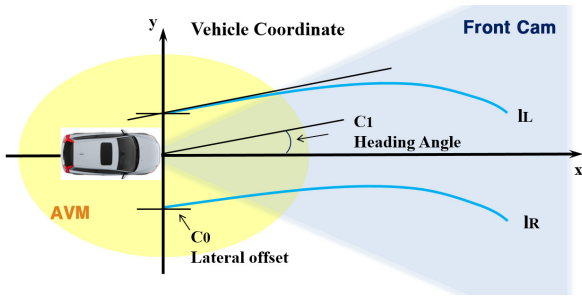 y
Vehicle Coordinate
Front Cam
lL
C1
Heading Angle
x
AVM
C0
Lateral offset
lR